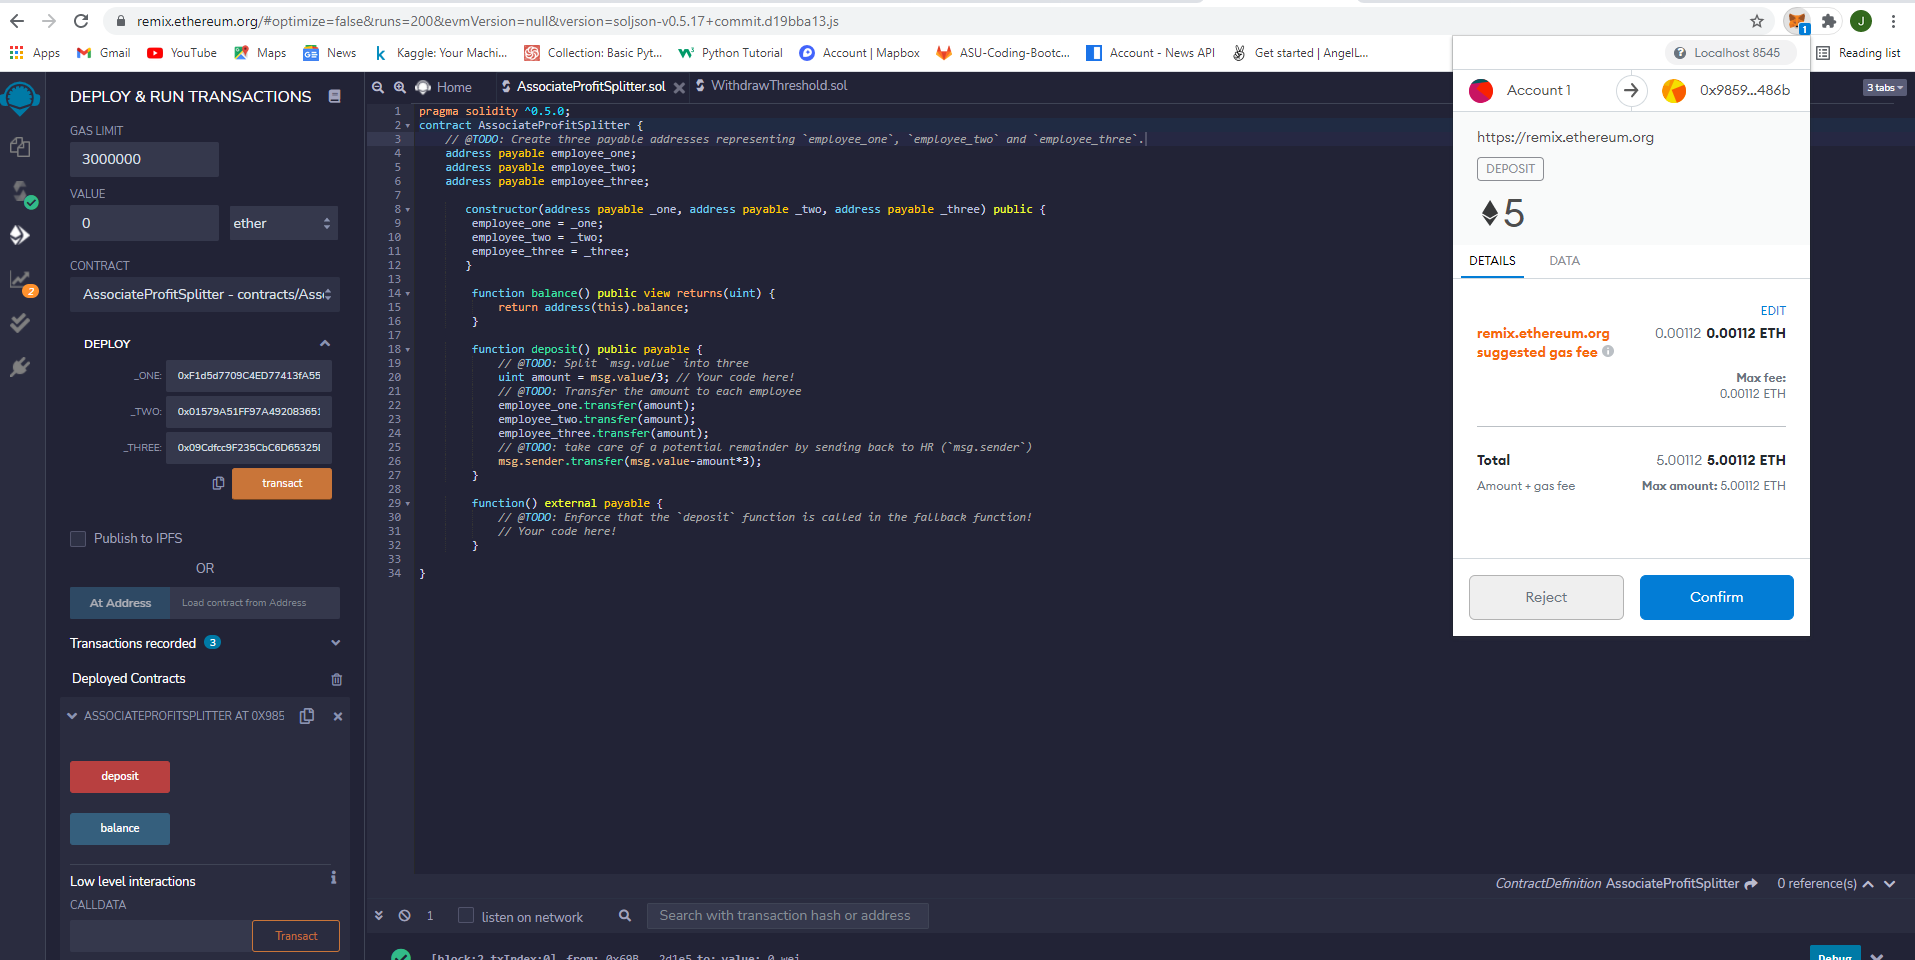 remix.ethereum.org/#optimize=false&runs=200&evmVersion=null&version=soljson-v0.5.17+commit.d19bba13.js
J
1
Apps
Gmail
YouTube
Maps
News
Kaggle: Your Machi...
Collection: Basic Pyt...
Python Tutorial
Account | Mapbox
ASU-Coding-Bootc...
Account - News API
Get started | AngelL...
Reading list
DEPLOY & RUN TRANSACTIONS
GAS LIMIT
3000000
VALUE
0
ether
CONTRACT
AssociateProfitSplitter - contracts/Ass
DEPLOY
_ONE:
0xF1d5d7709C4ED77413fA55
_TWO:
0x01579A51FF97A492083651
_THREE:
0x09Cdfcc9F235CbC6D65325
transact
Publish to IPFS
OR
At Address
Load contract from Address
Transactions recorded 3
Deployed Contracts
ASSOCIATEPROFITSPLITTER AT 0X985
deposit
balance
Low level interactions
CALLDATA
Transact
2
Home
AssociateProfitSplitter.sol
WithdrawThreshold.sol
3 tabs
1 pragma solidity ^0.5.0;
2 contract AssociateProfitSplitter {
3 // @TODO: Create three payable addresses representing `employee_one`, `employee_two` and `employee_three`.
4 address payable employee_one;
5 address payable employee_two;
6 address payable employee_three;
7
8 constructor(address payable _one, address payable _two, address payable _three) public {
9 employee_one = _one;
10 employee_two = _two;
11 employee_three = _three;
12 }
13
14 function balance() public view returns(uint) {
15 return address(this).balance;
16 }
17
18 function deposit() public payable {
19 // @TODO: Split `msg.value` into three
20 uint amount = msg.value/3; // Your code here!
21 // @TODO: Transfer the amount to each employee
22 employee_one.transfer(amount);
23 employee_two.transfer(amount);
24 employee_three.transfer(amount);
25 // @TODO: take care of a potential remainder by sending back to HR (`msg.sender`)
26 msg.sender.transfer(msg.value-amount*3);
27 }
28
29 function() external payable {
30 // @TODO: Enforce that the `deposit` function is called in the fallback function!
31 // Your code here!
32 }
33
34 }
ContractDefinition AssociateProfitSplitter
0 reference(s)
1
listen on network
Search with transaction hash or address
[block:2 txIndex:0] from: 0x69B...2d1e5 to: value: 0 wei
Debug
Localhost 8545
Account 1
0x9859...486b
https://remix.ethereum.org
DEPOSIT
5
DETAILS
DATA
EDIT
remix.ethereum.org
suggested gas fee
0.00112 0.00112 ETH
Max fee:
0.00112 ETH
Total
5.00112 5.00112 ETH
Amount + gas fee
Max amount: 5.00112 ETH
Reject
Confirm